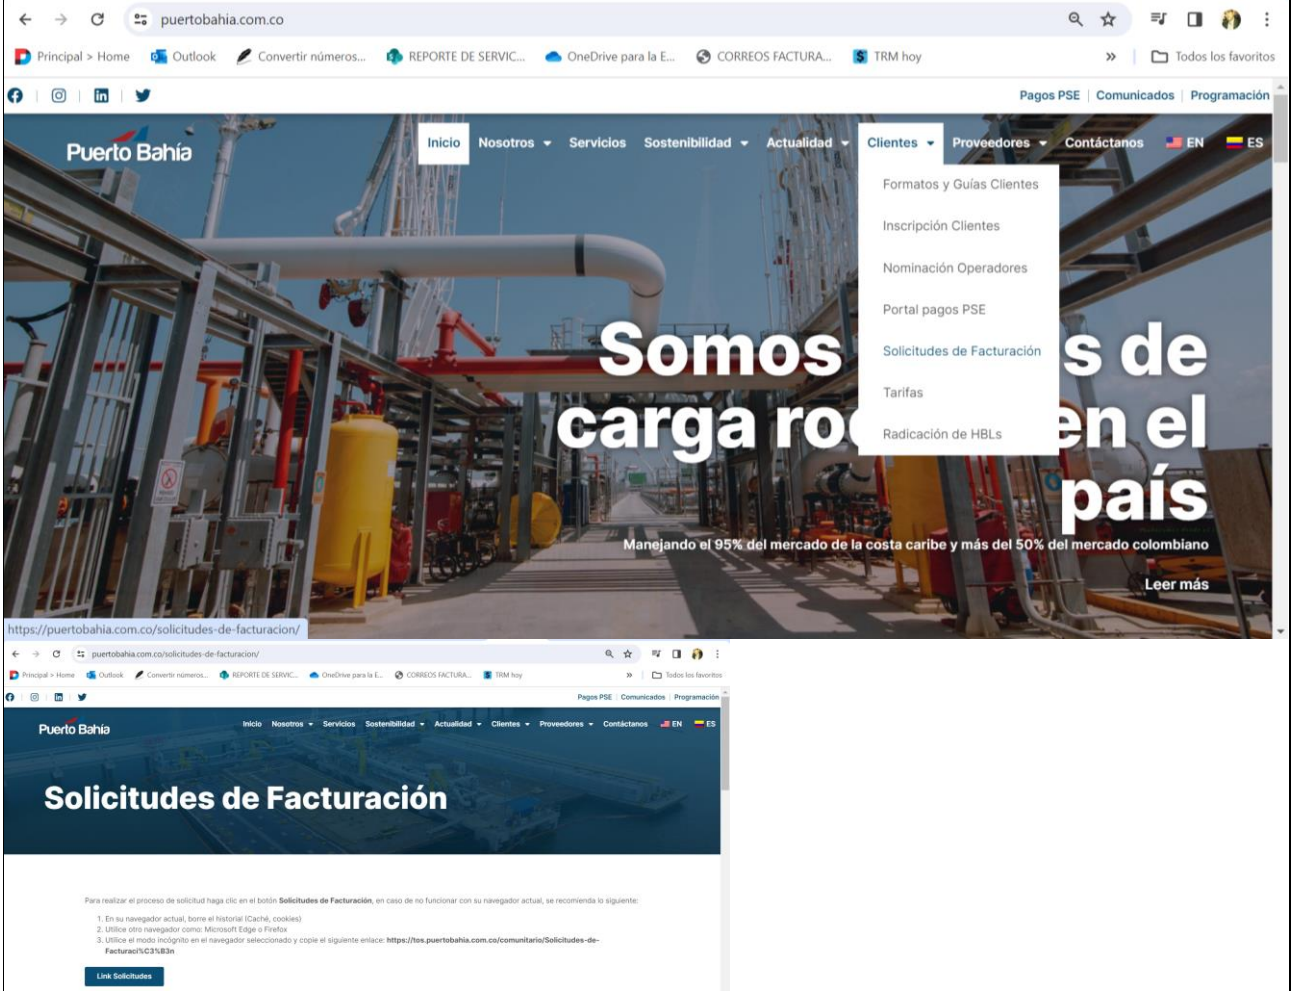 puertobahia.com.co
Principal > Home Outlook Convertir números... REPORTE DE SERVIC... OneDrive para la E... CORREOS FACTURA... TRM hoy » Todos los favoritos
Pagos PSE | Comunicados | Programación
Puerto Bahía Inicio Nosotros Servicios Sostenibilidad Actualidad Clientes Proveedores Contáctanos EN ES
Formatos y Guías Clientes
Inscripción Clientes
Nominación Operadores
Portal pagos PSE
Solicitudes de Facturación
Tarifas
Radicación de HBLs
Somos s de
carga ro en el
país
Manejando el 95% del mercado de la costa caribe y más del 50% del mercado colombiano
Leer más
https://puertobahia.com.co/solicitudes-de-facturacion/
puertobahia.com.co/solicitudes-de-facturacion/
Principal > Home Outlook Convertir números... REPORTE DE SERVIC... OneDrive para la E... CORREOS FACTURA... TRM hoy » Todos los favoritos
Pagos PSE | Comunicados | Programación
Puerto Bahía Inicio Nosotros Servicios Sostenibilidad Actualidad Clientes Proveedores Contáctanos EN ES
Solicitudes de Facturación
Para realizar el proceso de solicitud haga clic en el botón Solicitudes de Facturación, en caso de no funcionar con su navegador actual, se recomienda lo siguiente:
1. En su navegador actual, borre el historial (Caché, cookies)
2. Utilice otro navegador como: Microsoft Edge o Firefox
3. Utilice el modo incógnito en el navegador seleccionado y copie el siguiente enlace: https://tos.puertobahia.com.co/comunitario/Solicitudes-de-
Facturaci%C3%B3n
Link Solicitudes